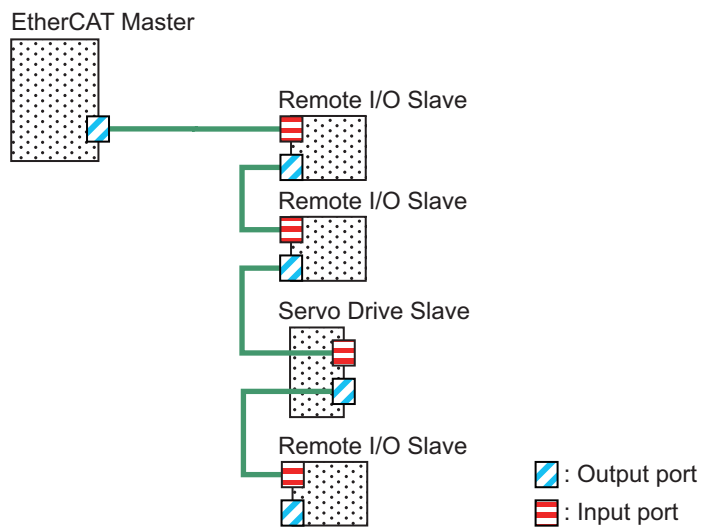 EtherCAT Master
Remote I/O Slave
Remote I/O Slave
Servo Drive Slave
Remote I/O Slave
: Output port
: Input port